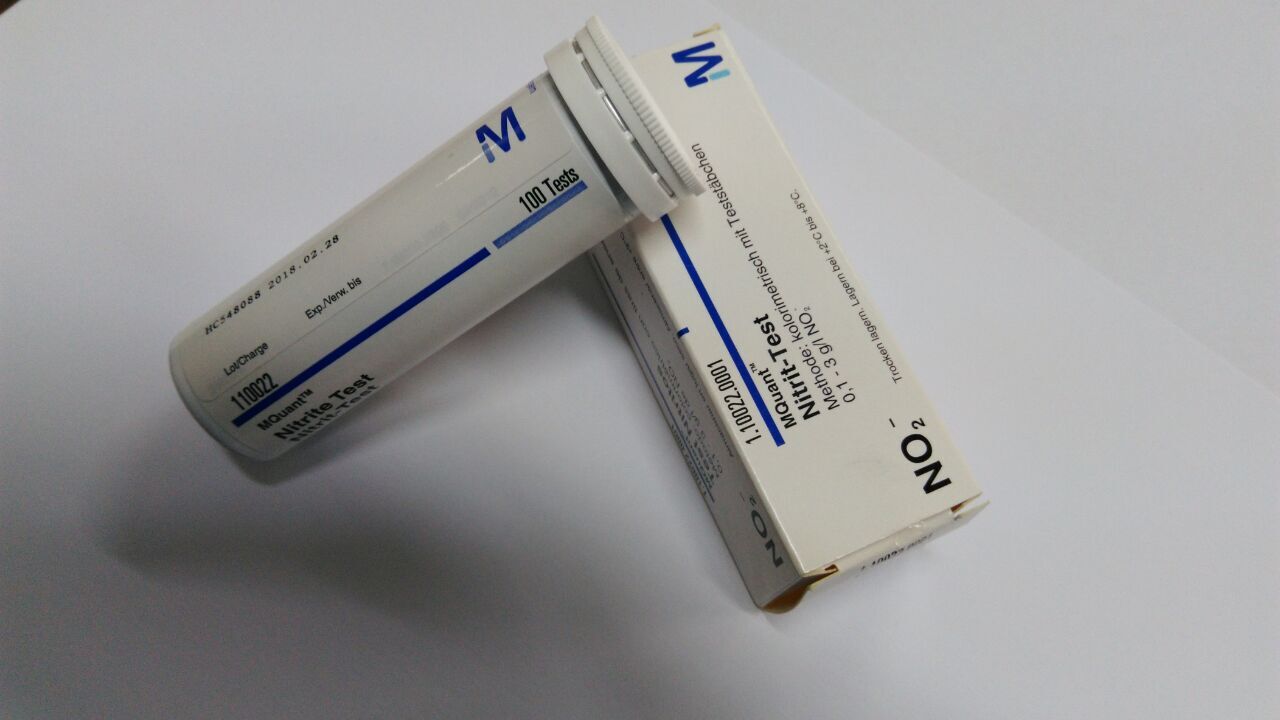 M
100 Tests
HC548088 2018.02.28
Lot/Charge
Exp./Verw. bis
110022
MQuant™
Nitrite Test
Nitrit-Test
M
1.10022.0001
MQuant™
Nitrit-Test
Methode: Kolorimetrisch mit Teststäbchen
0,1 - 3 g/l NO₂⁻
Trocken lagern. Lagern bei +2°C bis +8°C.
NO₂⁻
NO₂⁻